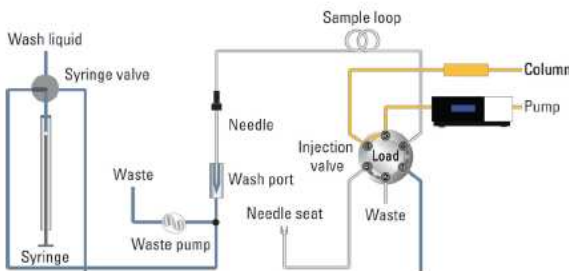 Sample loop
Wash liquid
Syringe valve
Column
Pump
Needle
Injection
valve
Load
Waste
Wash port
Waste
Needle seat
Waste pump
Syringe